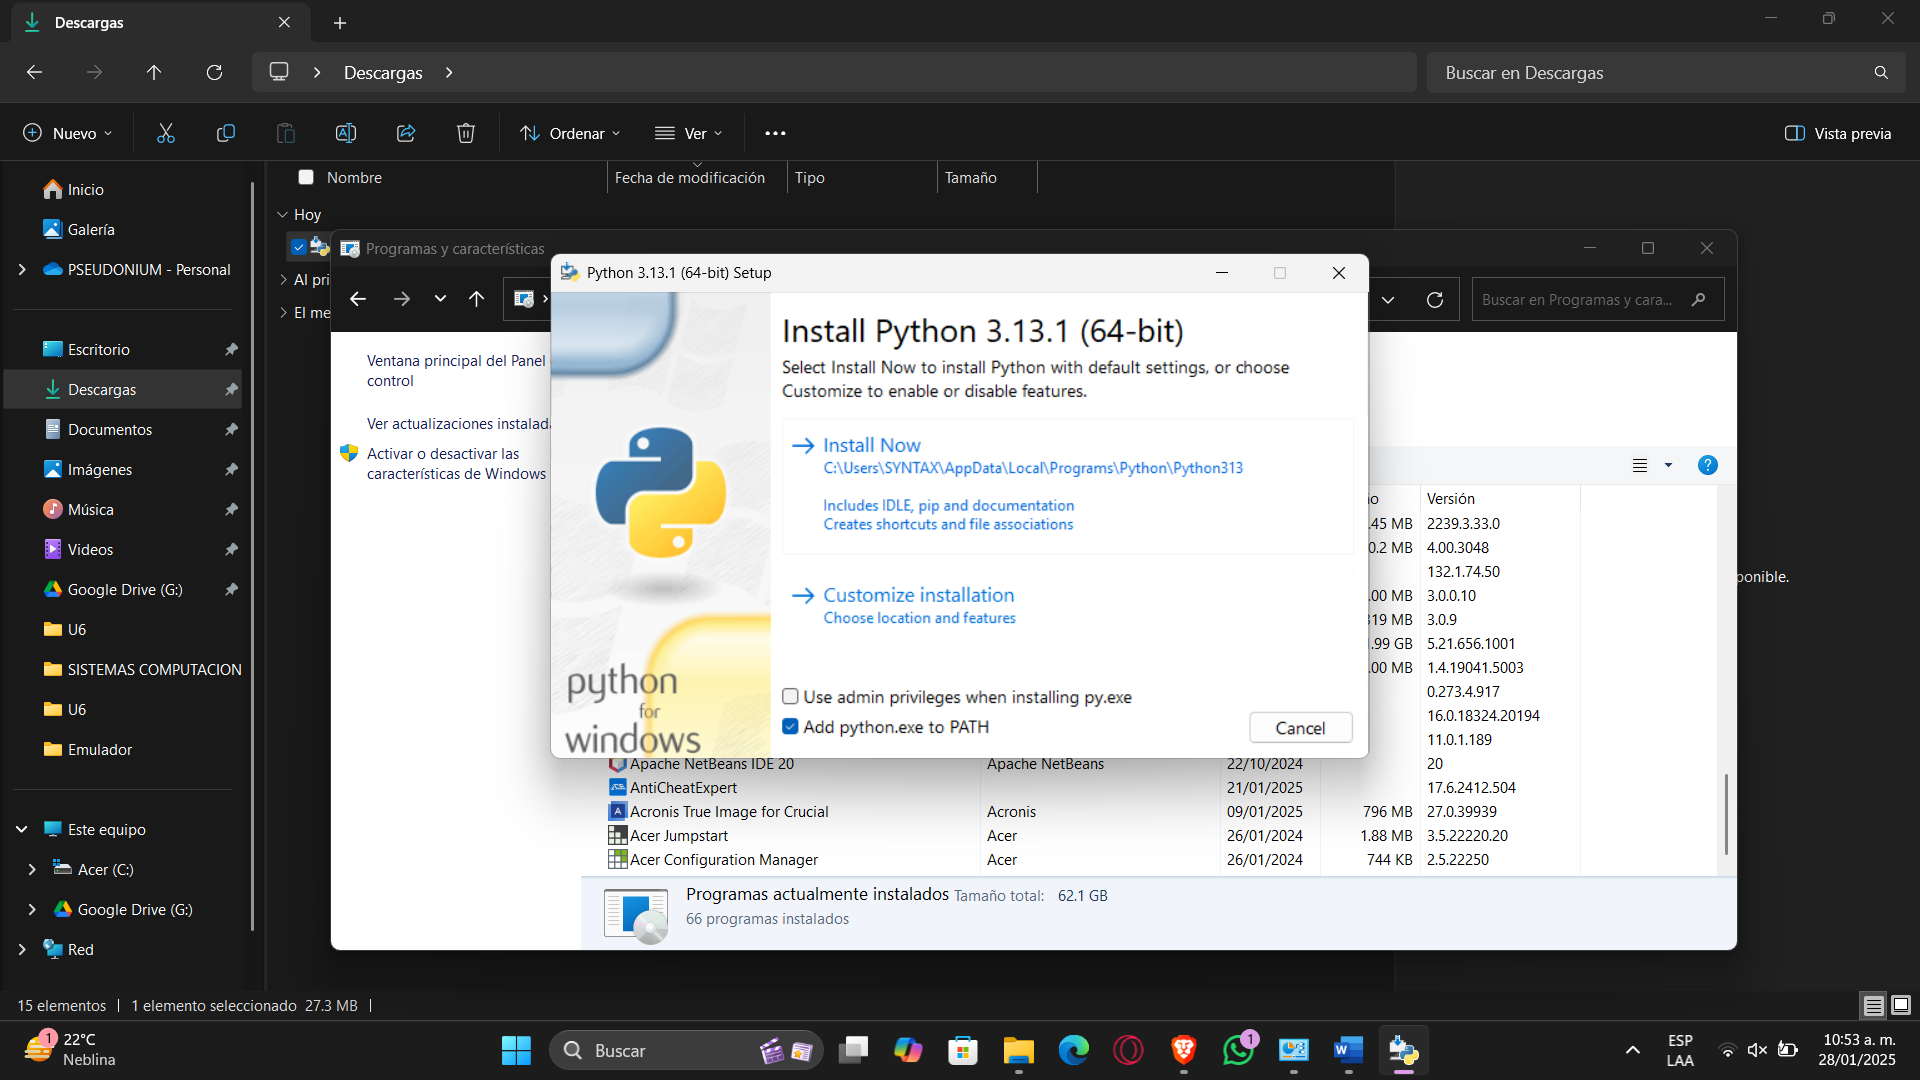 Descargas
Descargas
Buscar en Descargas
Nuevo
Ordenar
Ver
Vista previa
Inicio
Galería
PSEUDONIUM - Personal
Escritorio
Descargas
Documentos
Imágenes
Música
Videos
Google Drive (G:)
U6
SISTEMAS COMPUTACION
U6
Emulador
Este equipo
Acer (C:)
Google Drive (G:)
Red
Nombre
Fecha de modificación
Tipo
Tamaño
Hoy
Al pri
El me
Programas y características
Buscar en Programas y cara...
Ventana principal del Panel
control
Ver actualizaciones instalad
Activar o desactivar las
características de Windows
Python 3.13.1 (64-bit) Setup
Install Python 3.13.1 (64-bit)
Select Install Now to install Python with default settings, or choose
Customize to enable or disable features.
Install Now
C:\Users\SYNTAX\AppData\Local\Programs\Python\Python313
Includes IDLE, pip and documentation
Creates shortcuts and file associations
Customize installation
Choose location and features
Use admin privileges when installing py.exe
Add python.exe to PATH
Cancel
python
for
windows
o Versión
.45 MB 2239.3.33.0
0.2 MB 4.00.3048
132.1.74.50
.00 MB 3.0.0.10
319 MB 3.0.9
.99 GB 5.21.656.1001
.00 MB 1.4.19041.5003
0.273.4.917
16.0.18324.20194
11.0.1.189
ponible.
Apache NetBeans IDE 20 Apache NetBeans 22/10/2024 20
AntiCheatExpert 21/01/2025 17.6.2412.504
Acronis True Image for Crucial Acronis 09/01/2025 796 MB 27.0.39939
Acer Jumpstart Acer 26/01/2024 1.88 MB 3.5.22220.20
Acer Configuration Manager Acer 26/01/2024 744 KB 2.5.22250
Programas actualmente instalados Tamaño total: 62.1 GB
66 programas instalados
15 elementos
1 elemento seleccionado 27.3 MB
1
22°C
Neblina
Buscar
1
ESP
LAA
10:53 a. m.
28/01/2025